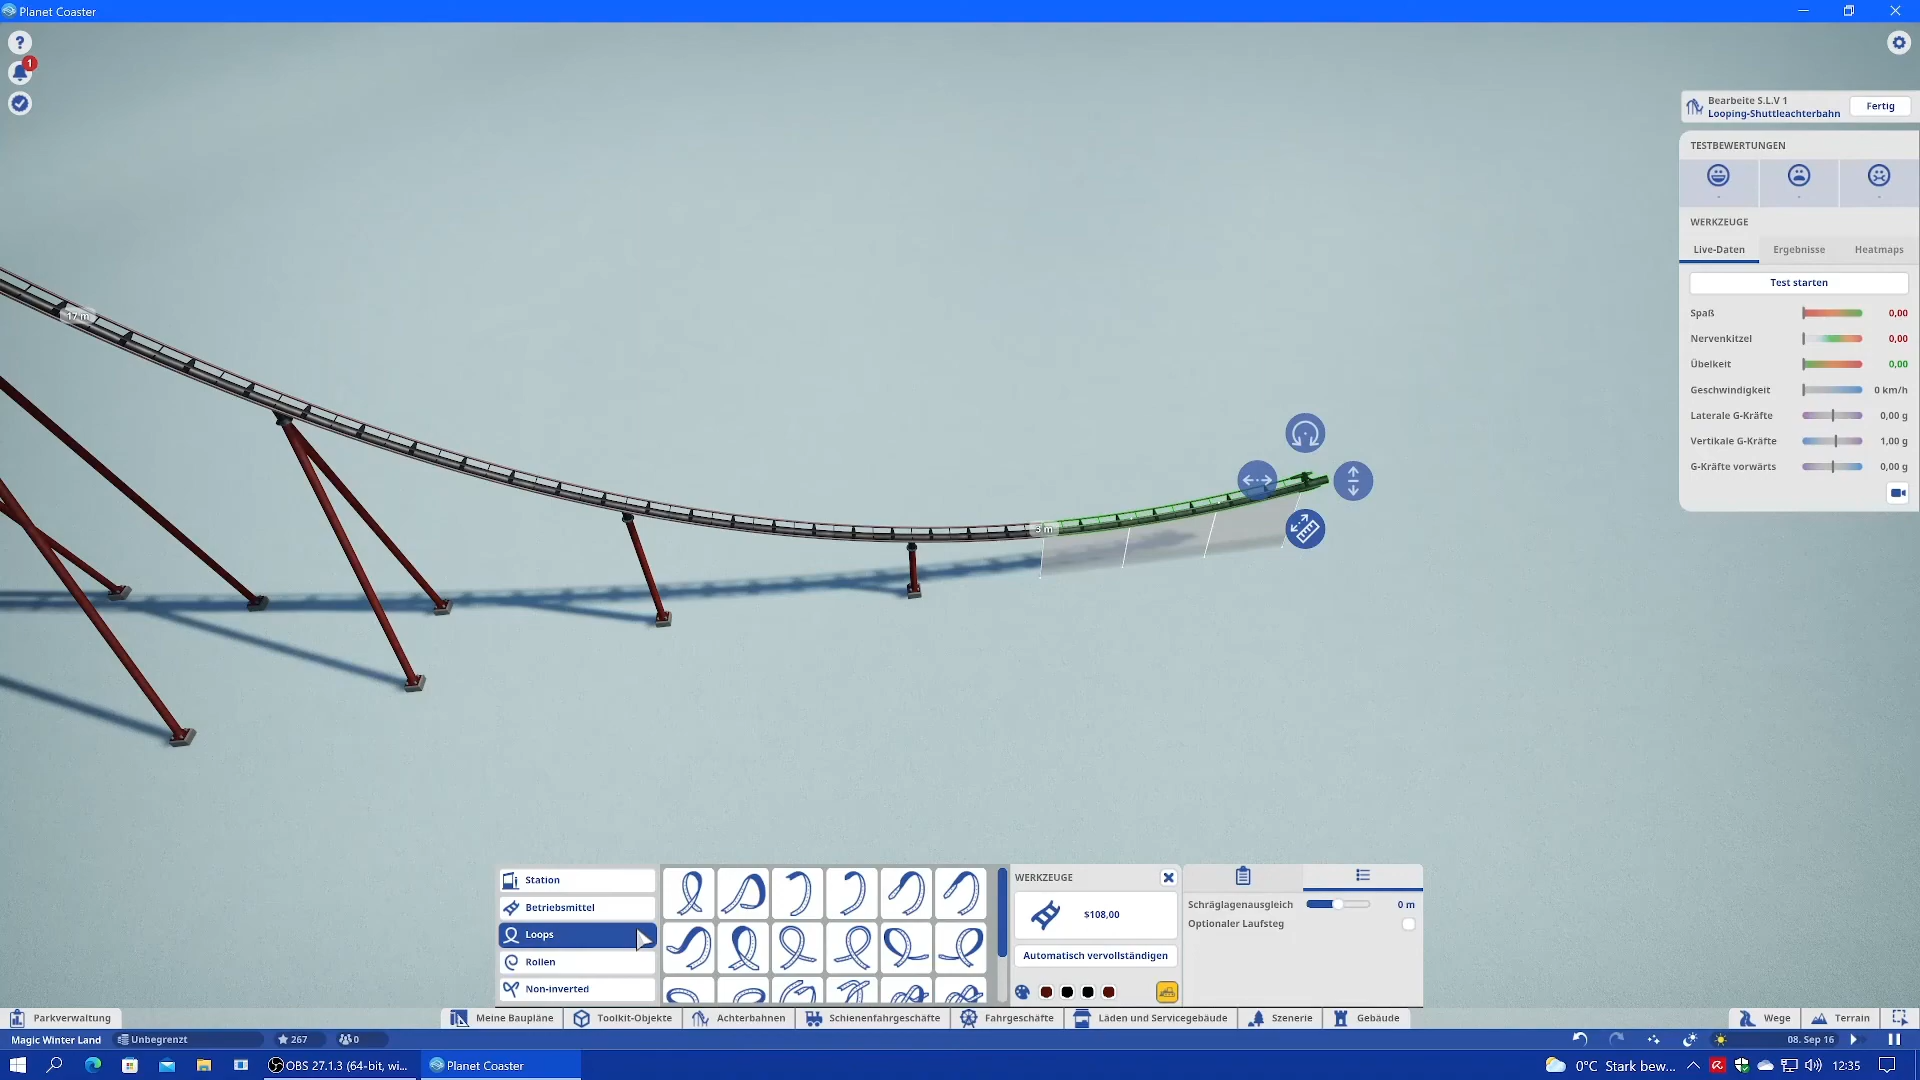 Planet Coaster
?
1
Bearbeite S.L.V 1
Looping-Shuttleachterbahn
Fertig
TESTBEWERTUNGEN
-
-
-
WERKZEUGE
Live-Daten
Ergebnisse
Heatmaps
Test starten
Spaß
0,00
Nervenkitzel
0,00
Übelkeit
0,00
Geschwindigkeit
0 km/h
Laterale G-Kräfte
0,00 g
Vertikale G-Kräfte
1,00 g
G-Kräfte vorwärts
0,00 g
17 m
3 m
Station
Betriebsmittel
Loops
Rollen
Non-inverted
WERKZEUGE
$108,00
Automatisch vervollständigen
Schräglagenausgleich
0 m
Optionaler Laufsteg
Parkverwaltung
Meine Baupläne
Toolkit-Objekte
Achterbahnen
Schienenfahrgeschäfte
Fahrgeschäfte
Läden und Servicegebäude
Szenerie
Gebäude
Wege
Terrain
Magic Winter Land
Unbegrenzt
267
0
08. Sep 16
OBS 27.1.3 (64-bit, wi...
Planet Coaster
0°C Stark bew...
12:35